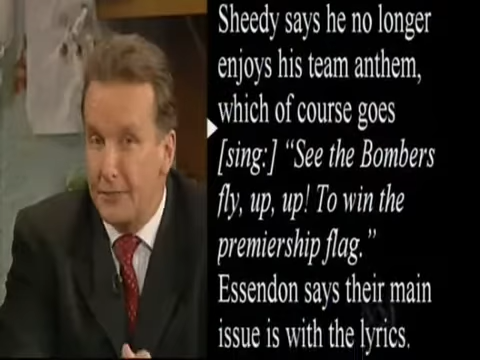 Sheedy says he no longer
enjoys his team anthem,
which of course goes
[sing:] “See the Bombers
fly, up, up! To win the
premiership flag.”
Essendon says their main
issue is with the lyrics.